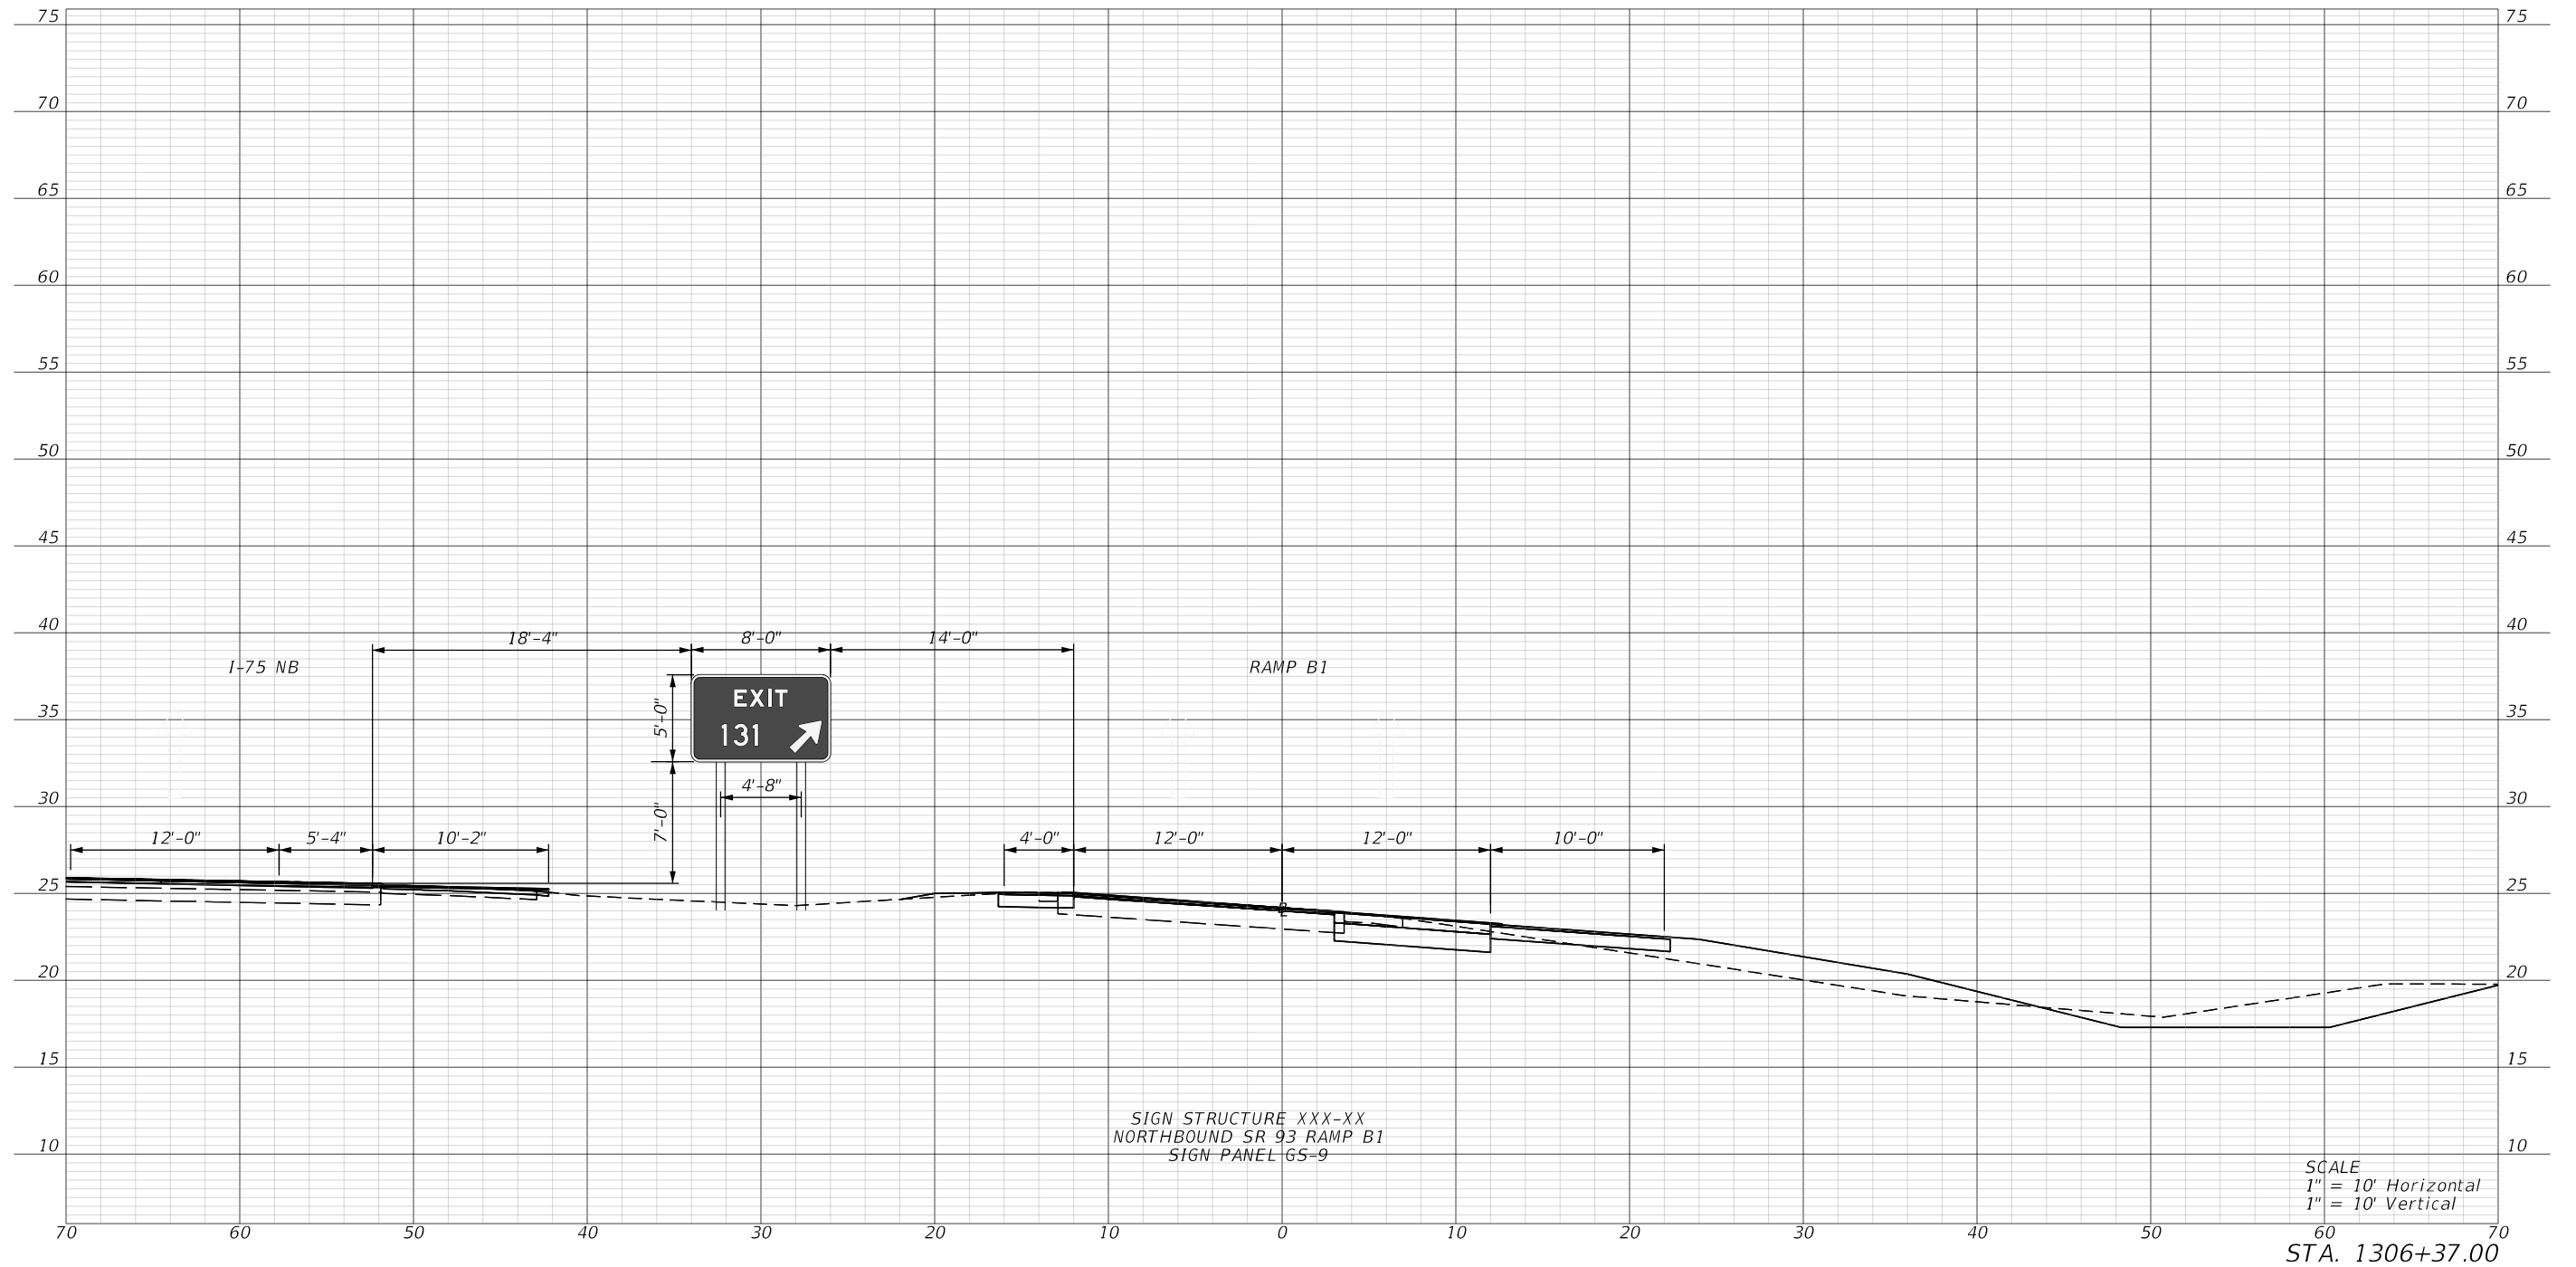 75 75
70 70
65 65
60 60
55 55
50 50
45 45
40 40
18'-4" 8'-0" 14'-0"
I-75 NB RAMP B1
EXIT
131
5'-0"
35 35
4'-8"
30 30
7'-0"
12'-0" 5'-4" 10'-2" 4'-0" 12'-0" 12'-0" 10'-0"
25 25
20 20
15 15
SIGN STRUCTURE XXX-XX
NORTHBOUND SR 93 RAMP B1
SIGN PANEL GS-9
10 10
SCALE
1" = 10' Horizontal
1" = 10' Vertical
70 60 50 40 30 20 10 0 10 20 30 40 50 60 70
STA. 1306+37.00